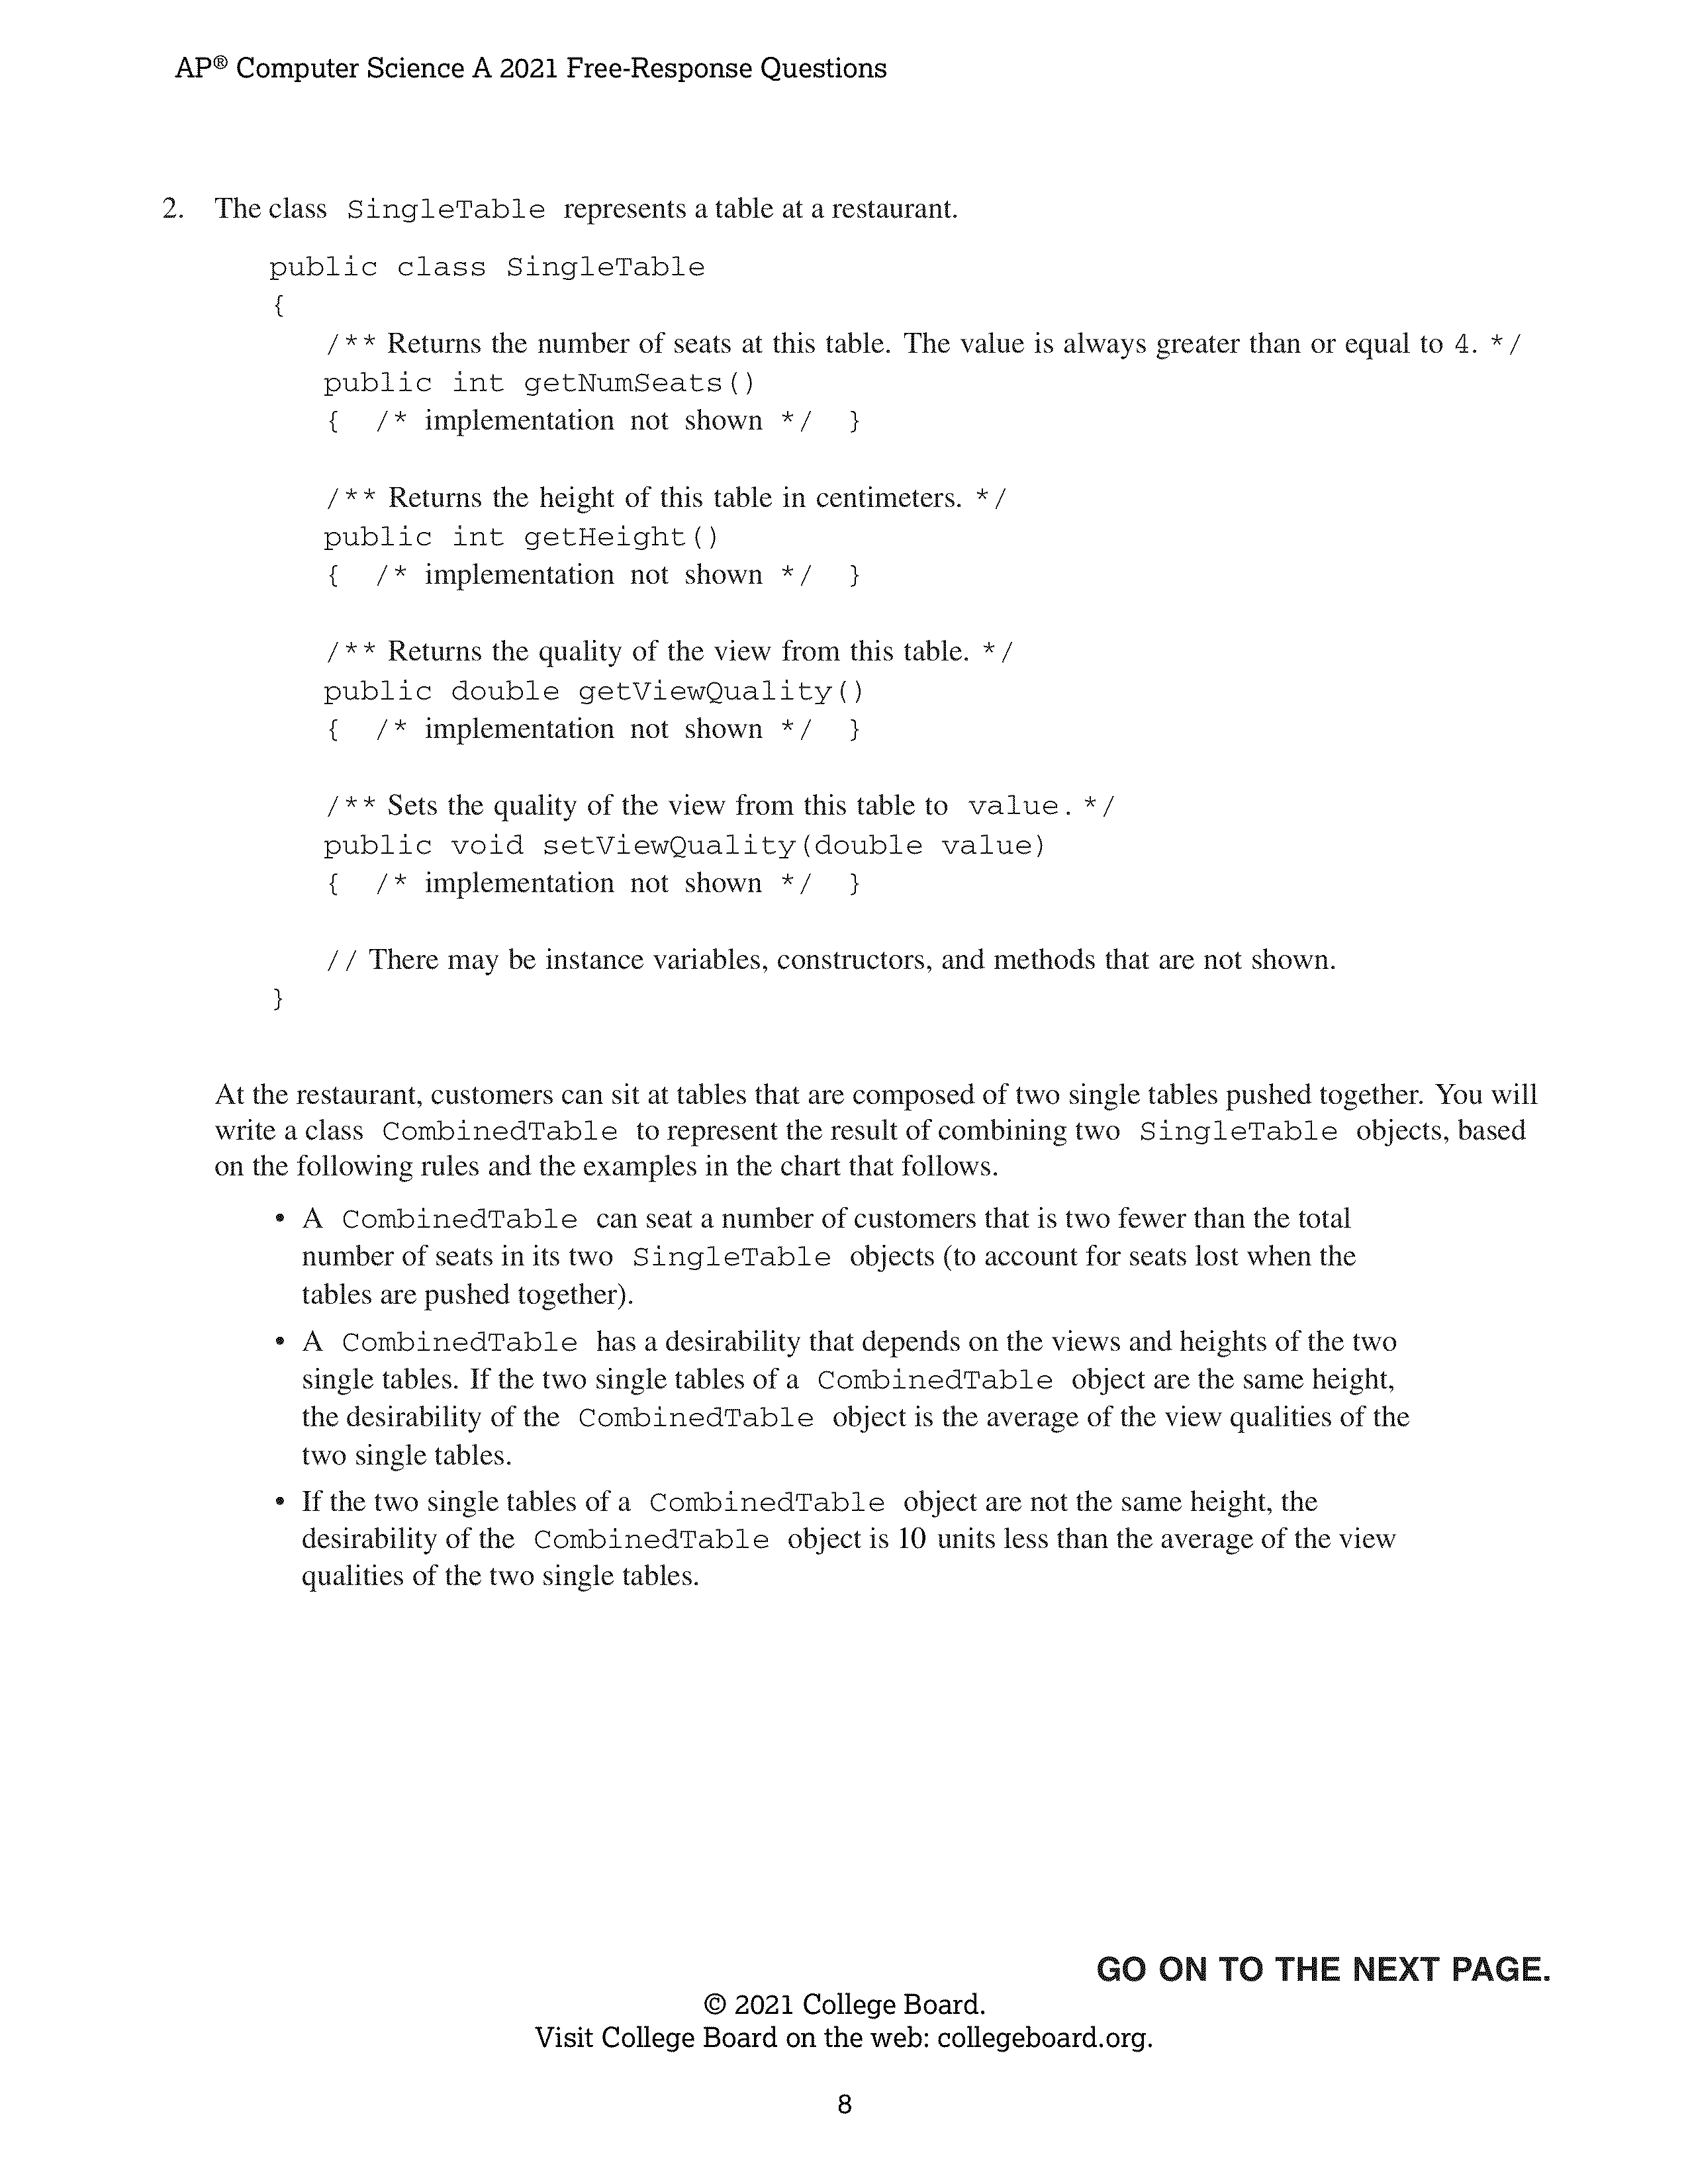 AP® Computer Science A 2021 Free-Response Questions
2. The class SingleTable represents a table at a restaurant.
public class SingleTable
{
/** Returns the number of seats at this table. The value is always greater than or equal to 4. */
public int getNumSeats()
{ /* implementation not shown */ }
/** Returns the height of this table in centimeters. */
public int getHeight()
{ /* implementation not shown */ }
/** Returns the quality of the view from this table. */
public double getViewQuality()
{ /* implementation not shown */ }
/** Sets the quality of the view from this table to value. */
public void setViewQuality(double value)
{ /* implementation not shown */ }
// There may be instance variables, constructors, and methods that are not shown.
}
At the restaurant, customers can sit at tables that are composed of two single tables pushed together. You will
write a class CombinedTable to represent the result of combining two SingleTable objects, based
on the following rules and the examples in the chart that follows.
• A CombinedTable can seat a number of customers that is two fewer than the total
number of seats in its two SingleTable objects (to account for seats lost when the
tables are pushed together).
• A CombinedTable has a desirability that depends on the views and heights of the two
single tables. If the two single tables of a CombinedTable object are the same height,
the desirability of the CombinedTable object is the average of the view qualities of the
two single tables.
• If the two single tables of a CombinedTable object are not the same height, the
desirability of the CombinedTable object is 10 units less than the average of the view
qualities of the two single tables.
GO ON TO THE NEXT PAGE.
© 2021 College Board.
Visit College Board on the web: collegeboard.org.
8